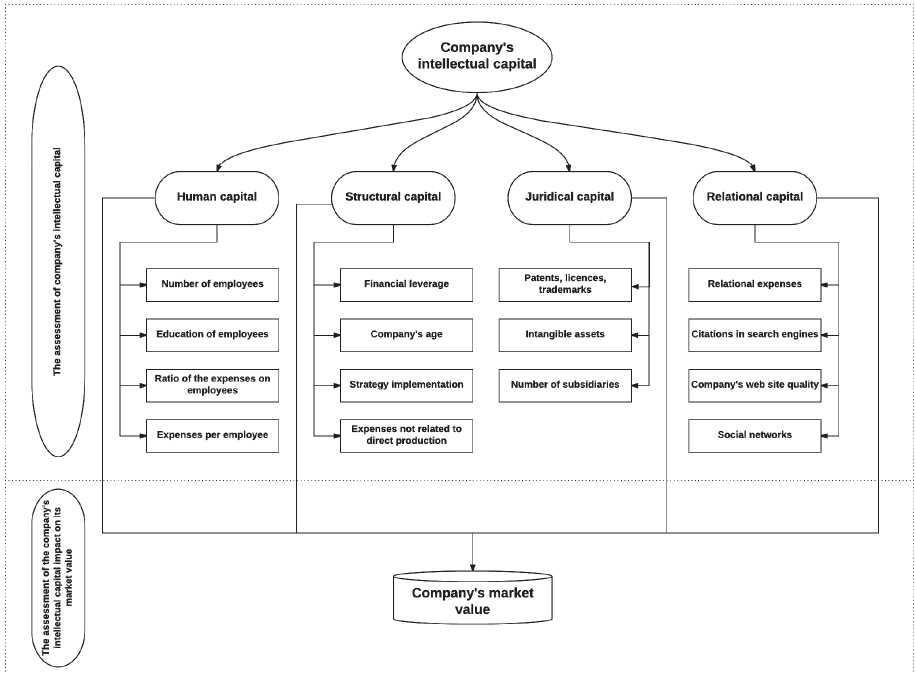 Company's
intellectual capital
The assessment of company's intellectual capital
Human capital
Structural capital
Juridical capital
Relational capital
Number of employees
Education of employees
Ratio of the expenses on
employees
Expenses per employee
Financial leverage
Company's age
Strategy implementation
Expenses not related to
direct production
Patents, licences,
trademarks
Intangible assets
Number of subsidiaries
Relational expenses
Citations in search engines
Company's web site quality
Social networks
The assessment of the company's
intellectual capital impact on its
market value
Company's market
value